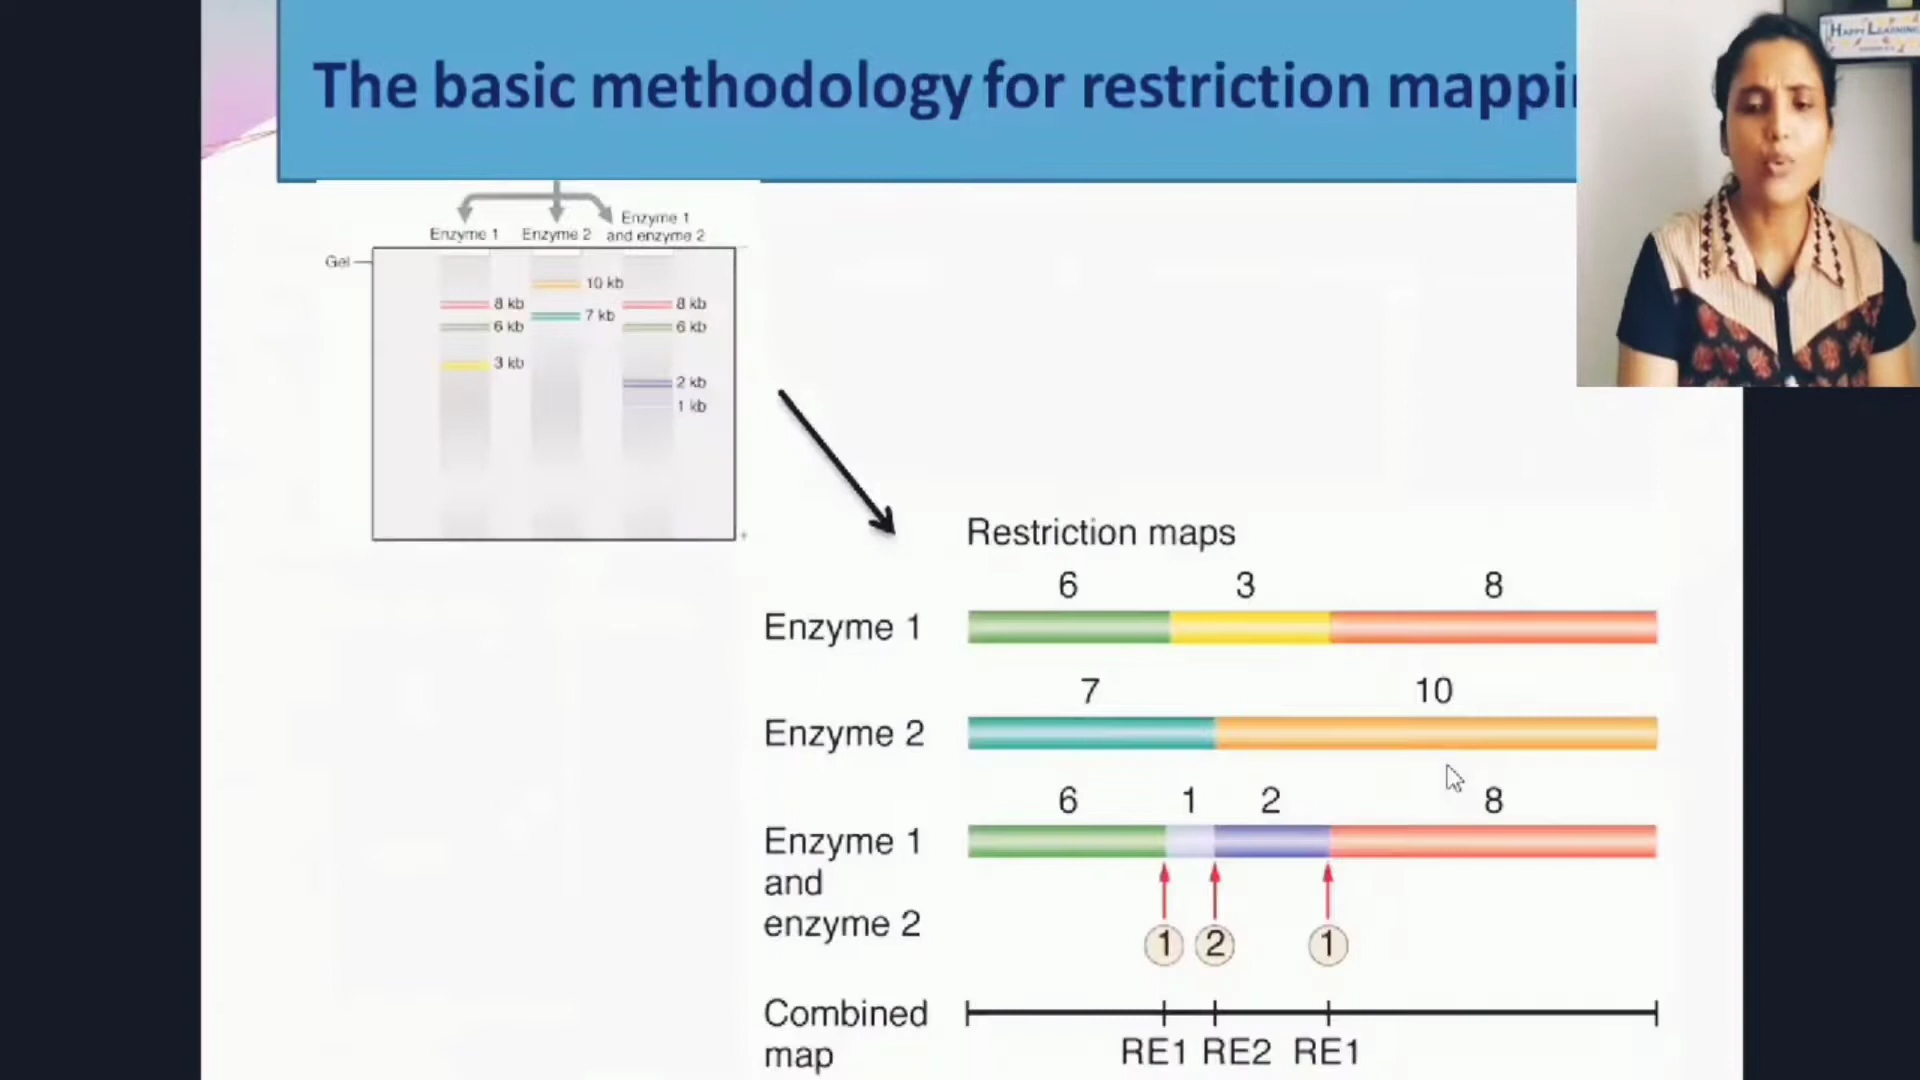 The basic methodology for restriction mappi
HAPPY LEARNING
Enzyme 1
Enzyme 2
Enzyme 1
and enzyme 2
Gel
10 kb
8 kb
8 kb
7 kb
6 kb
6 kb
3 kb
2 kb
1 kb
+
Restriction maps
6 3 8
Enzyme 1
7 10
Enzyme 2
6 1 2 8
Enzyme 1
and
enzyme 2
1 2 1
Combined
map
RE1 RE2 RE1